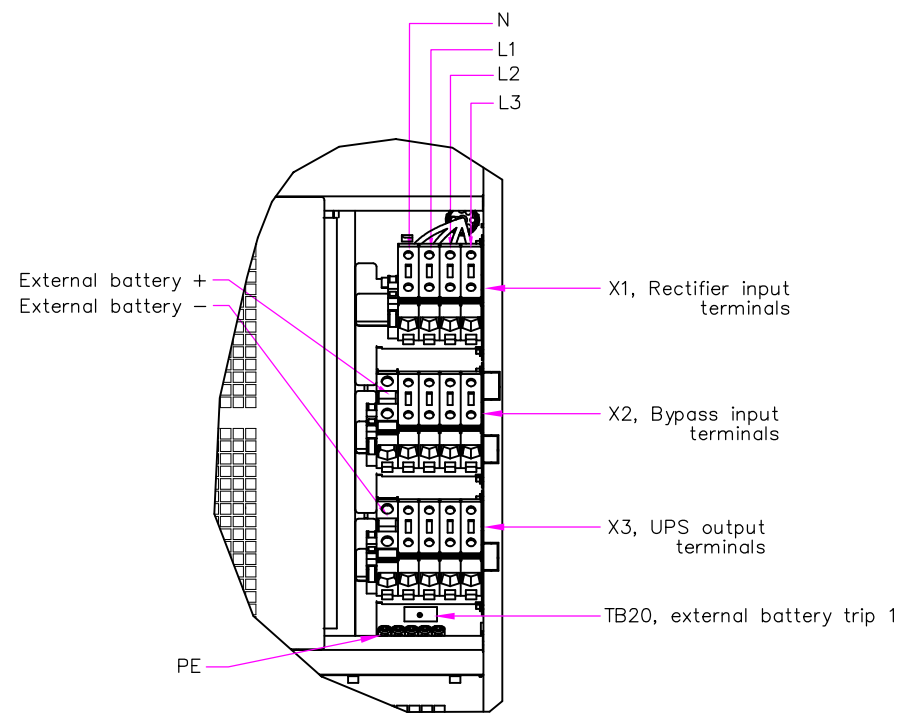 N
L1
L2
L3
External battery +
External battery -
X1, Rectifier input
terminals
X2, Bypass input
terminals
X3, UPS output
terminals
TB20, external battery trip 1
PE